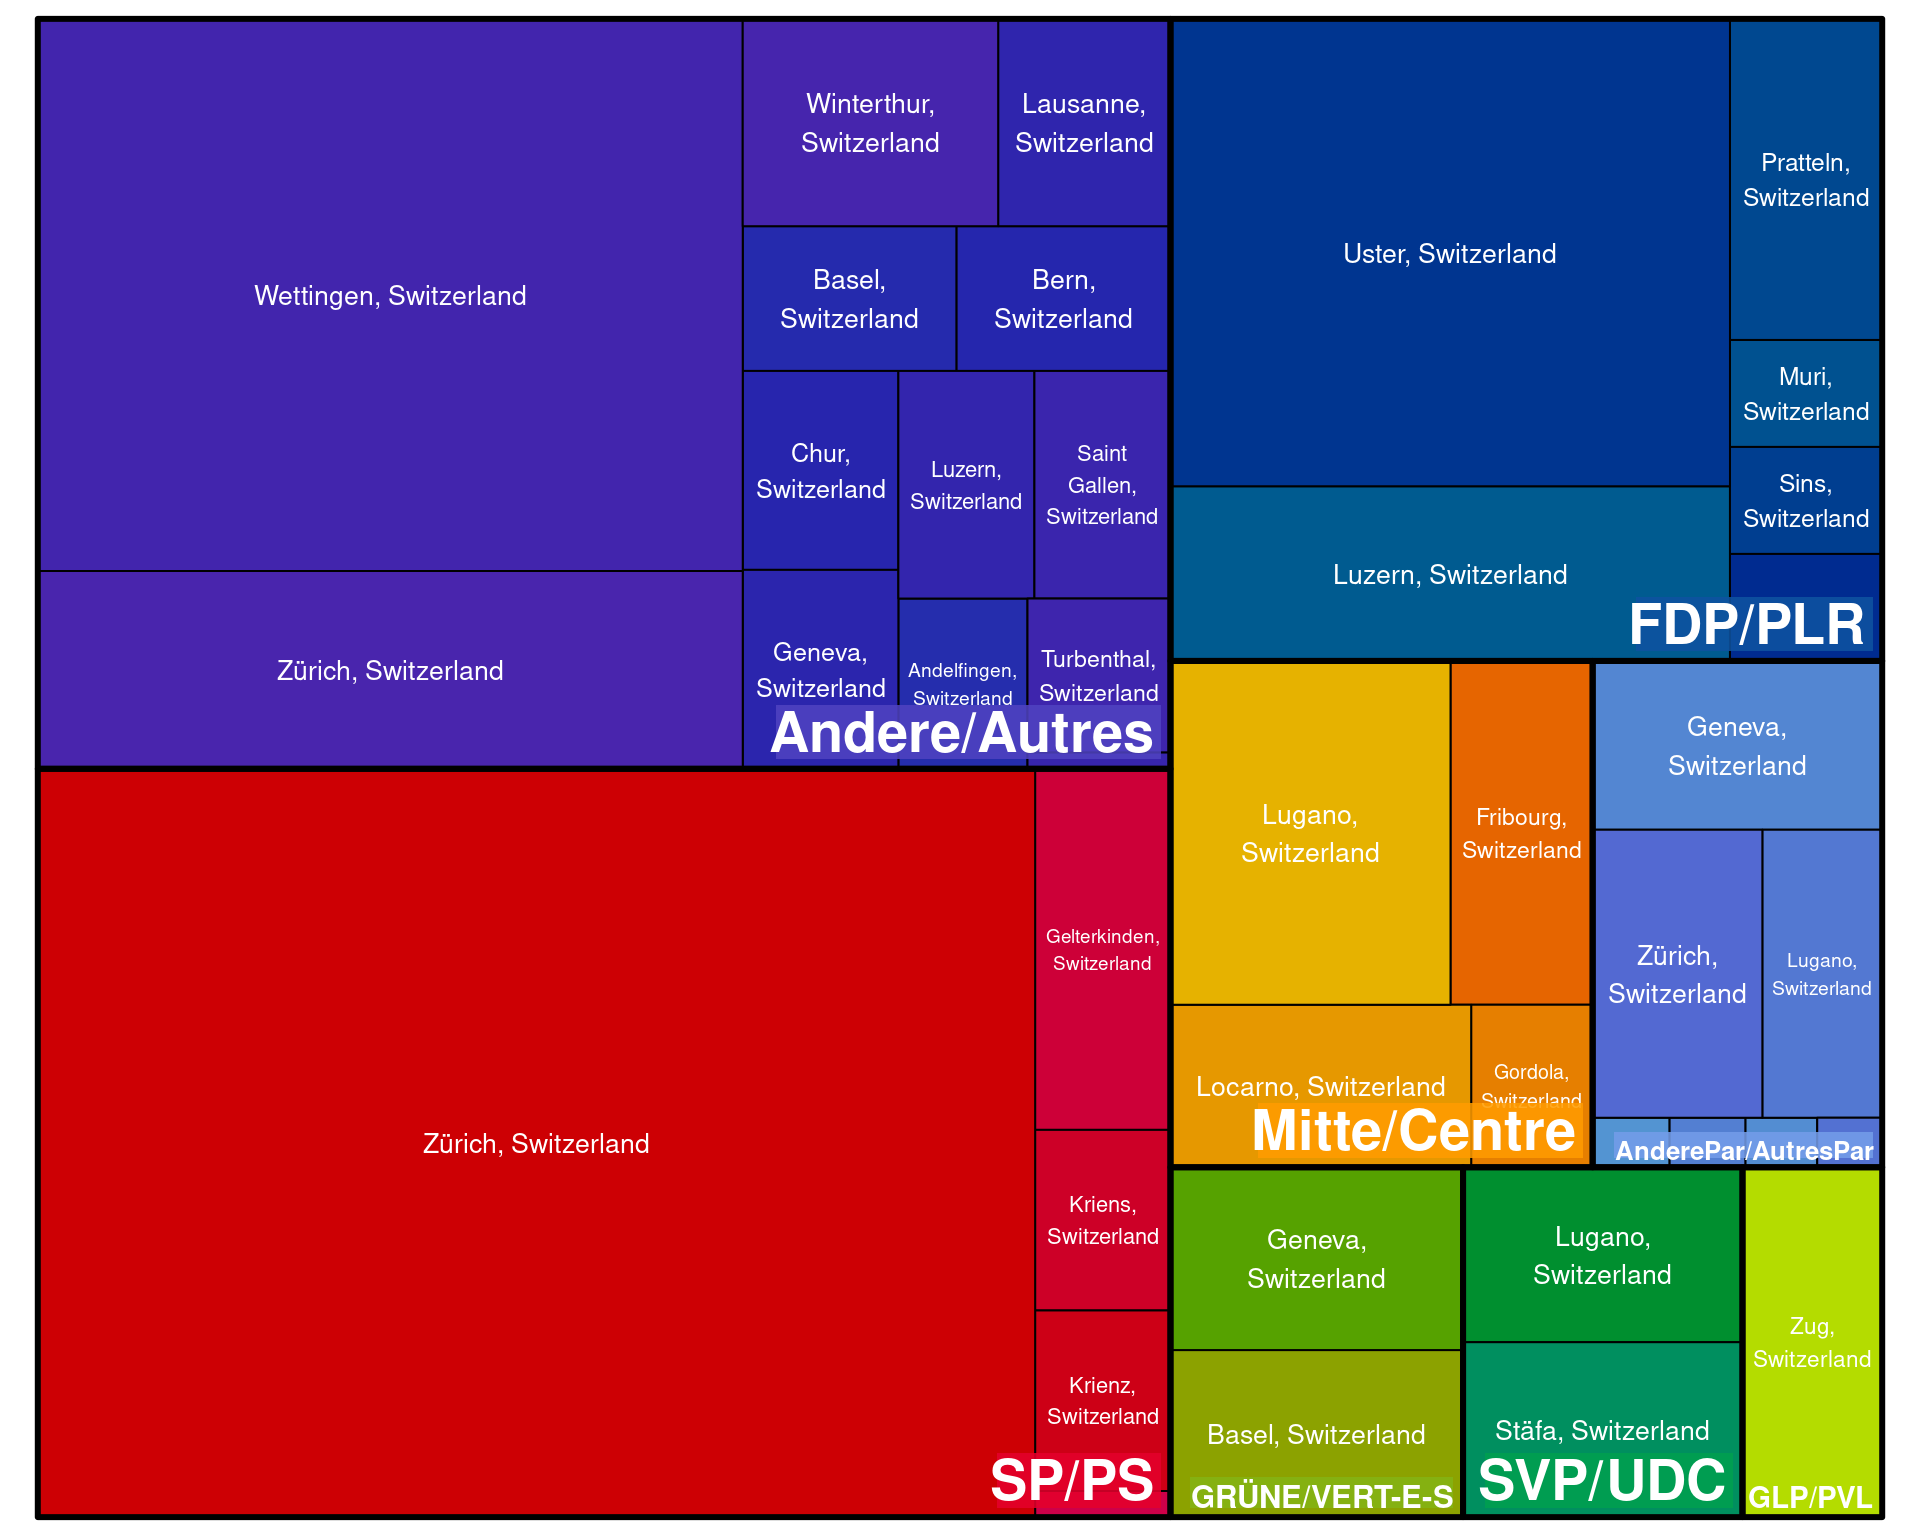 Wettingen, Switzerland
Winterthur,
Switzerland
Lausanne,
Switzerland
Basel,
Switzerland
Bern,
Switzerland
Chur,
Switzerland
Luzern,
Switzerland
Saint
Gallen,
Switzerland
Zürich, Switzerland
Geneva,
Switzerland
Andelfingen,
Switzerland
Turbenthal,
Switzerland
Andere/Autres
Uster, Switzerland
Pratteln,
Switzerland
Muri,
Switzerland
Sins,
Switzerland
Luzern, Switzerland
FDP/PLR
Zürich, Switzerland
Gelterkinden,
Switzerland
Kriens,
Switzerland
Krienz,
Switzerland
SP/PS
Lugano,
Switzerland
Fribourg,
Switzerland
Locarno, Switzerland
Gordola,
Switzerland
Mitte/Centre
Geneva,
Switzerland
Zürich,
Switzerland
Lugano,
Switzerland
AnderePar/AutresPar
Geneva,
Switzerland
Basel, Switzerland
GRÜNE/VERT-E-S
Lugano,
Switzerland
Stäfa, Switzerland
SVP/UDC
Zug,
Switzerland
GLP/PVL